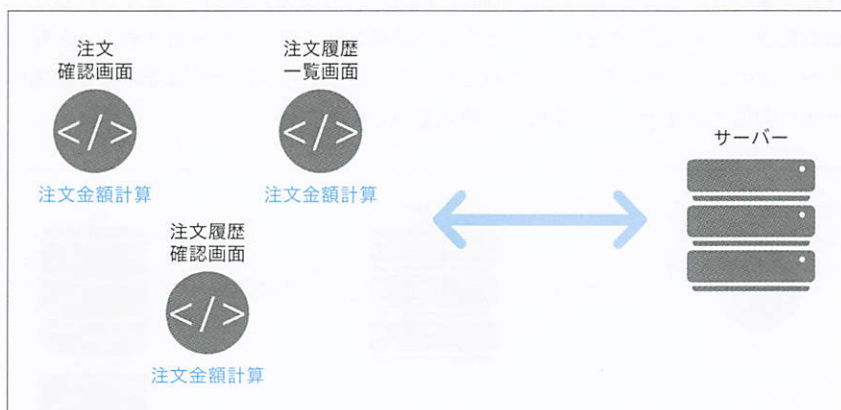 注文
確認画面
</>
注文金額計算
注文履歴
一覧画面
</>
注文金額計算
サーバー
注文履歴
確認画面
</>
注文金額計算